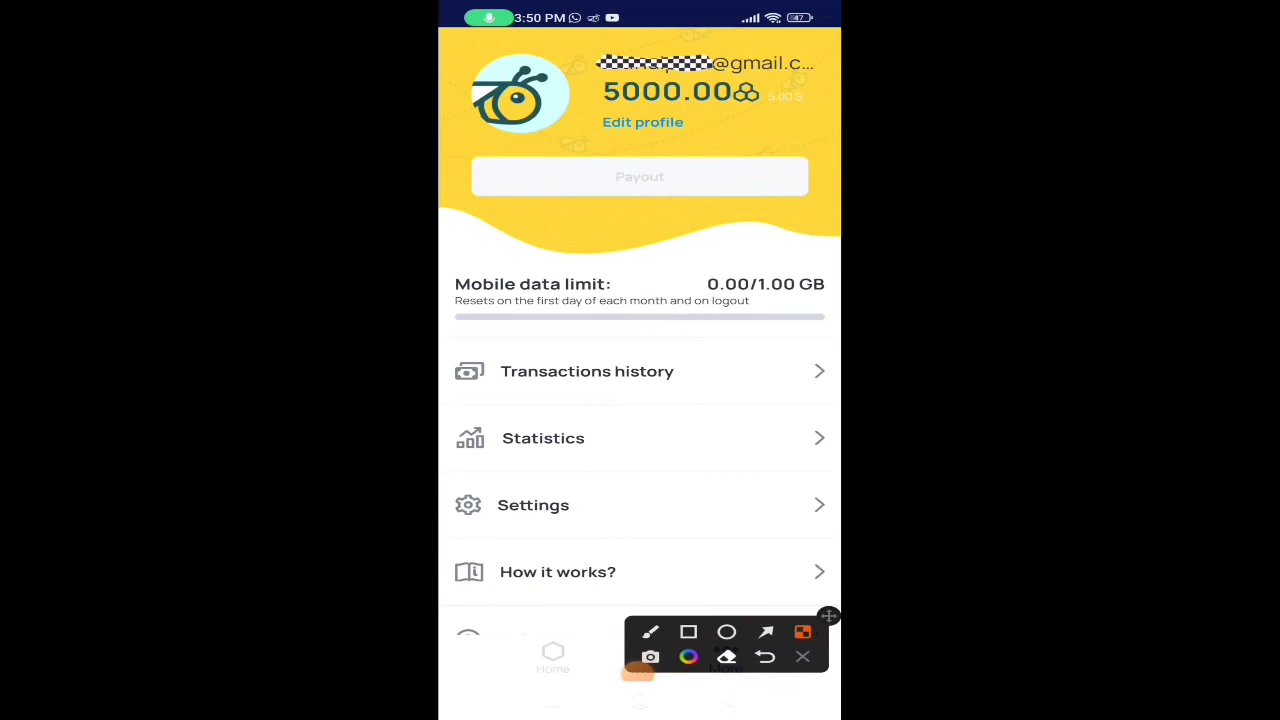 3:50 PM
47
@gmail.c...
5000.00
5.00 $
Edit profile
Payout
Mobile data limit:
0.00/1.00 GB
Resets on the first day of each month and on logout
Transactions history
Statistics
Settings
How it works?
Home
More